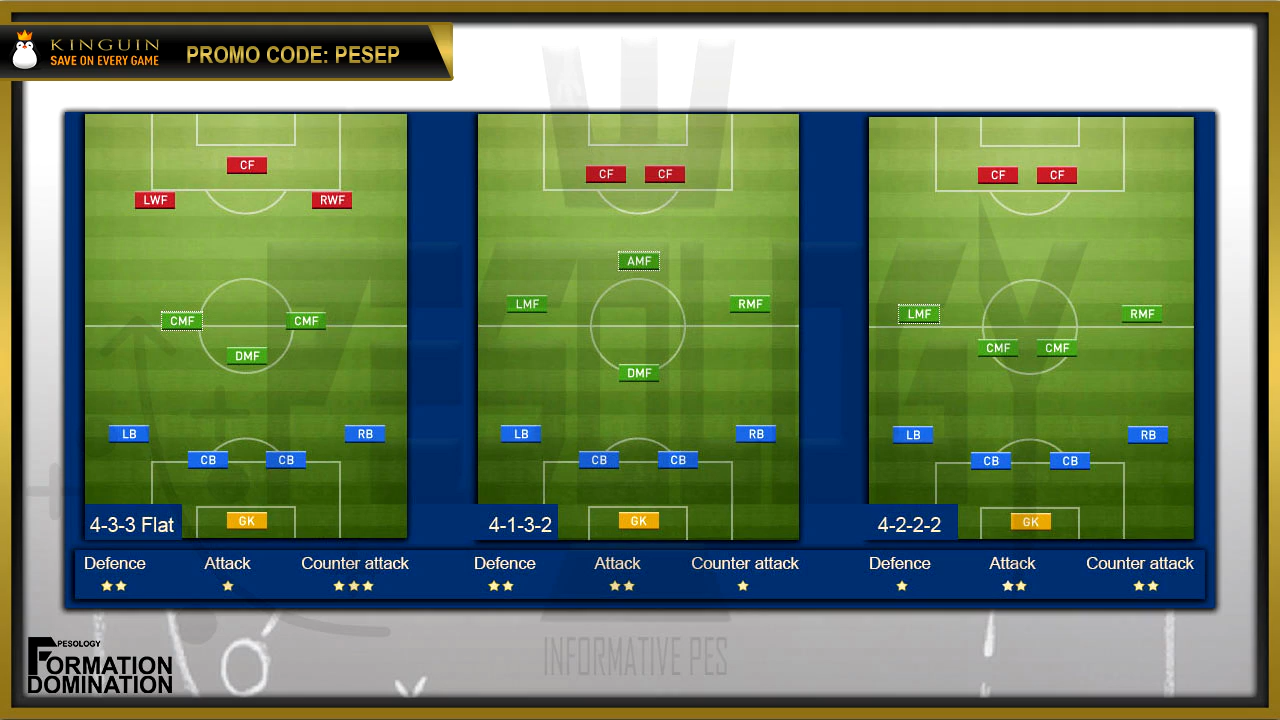 KINGUIN
SAVE ON EVERY GAME
PROMO CODE: PESEP
CF
LWF RWF
CMF CMF
DMF
LB RB
CB CB
GK
4-3-3 Flat
Defence Attack Counter attack
CF CF
AMF
LMF RMF
DMF
LB RB
CB CB
GK
4-1-3-2
Defence Attack Counter attack
CF CF
LMF RMF
CMF CMF
LB RB
CB CB
GK
4-2-2-2
Defence Attack Counter attack
PESOLOGY
INFORMATIVE PES
PESOLOGY
FORMATION
DOMINATION